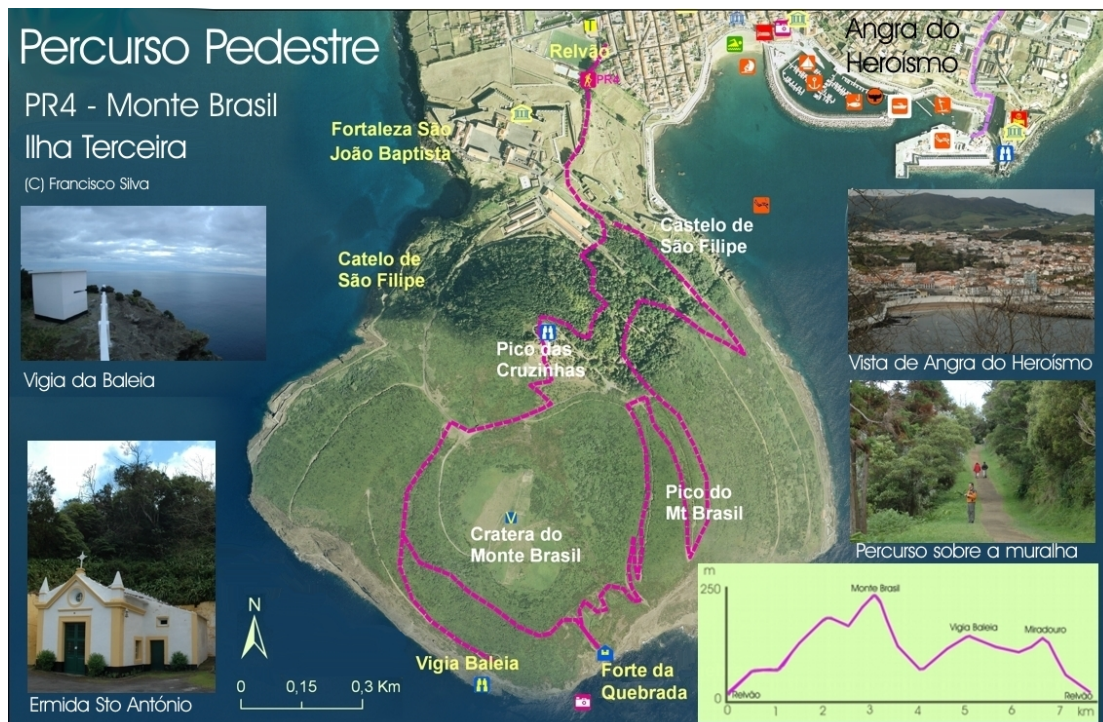 Percurso Pedestre
PR4 - Monte Brasil
Ilha Terceira
(C) Francisco Silva
Vigia da Baleia
Ermida Sto António
Relvão
PR4
Angra do
Heroísmo
Fortaleza São
João Baptista
Castelo de
São Filipe
Catelo de
São Filipe
Pico das
Cruzinhas
Pico do
Mt Brasil
Cratera do
Monte Brasil
Vigia Baleia
Forte da
Quebrada
N
0 0,15 0,3 Km
Vista de Angra do Heroísmo
Percurso sobre a muralha
m
250
Monte Brasil
Vigia Baleia
Miradouro
0
Relvão
Relvão
0 1 2 3 4 5 6 7 km